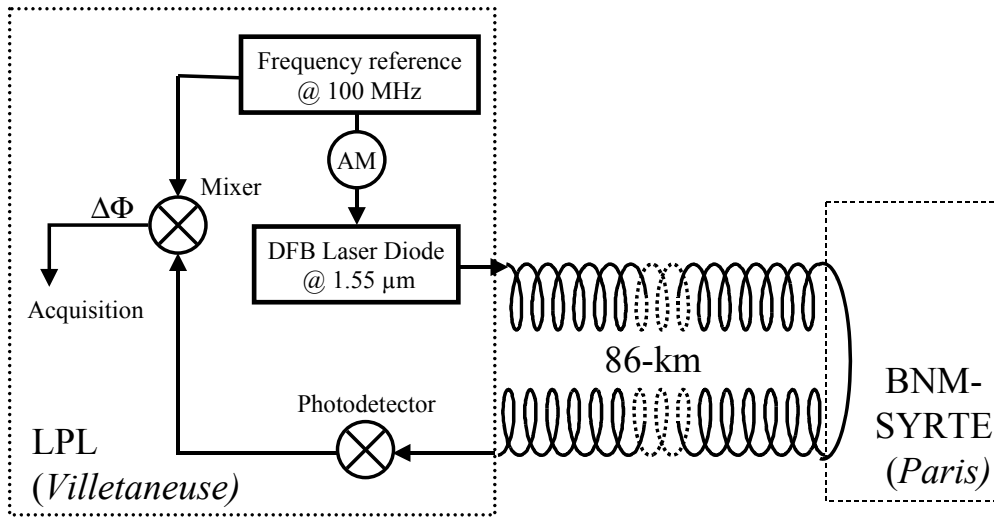 Frequency reference
@ 100 MHz
AM
Mixer
ΔΦ
DFB Laser Diode
@ 1.55 µm
Acquisition
86-km
Photodetector
LPL
(Villetaneuse)
BNM-
SYRTE
(Paris)